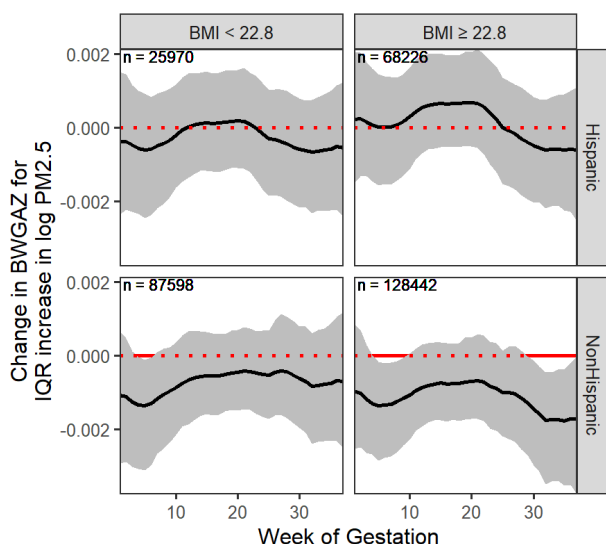 BMI < 22.8
BMI ≥ 22.8
Change in BWGAZ for
IQR increase in log PM2.5
0.002
0.000
-0.002
n = 25970
n = 68226
Hispanic
0.002
0.000
-0.002
n = 87598
n = 128442
NonHispanic
10
20
30
10
20
30
Week of Gestation